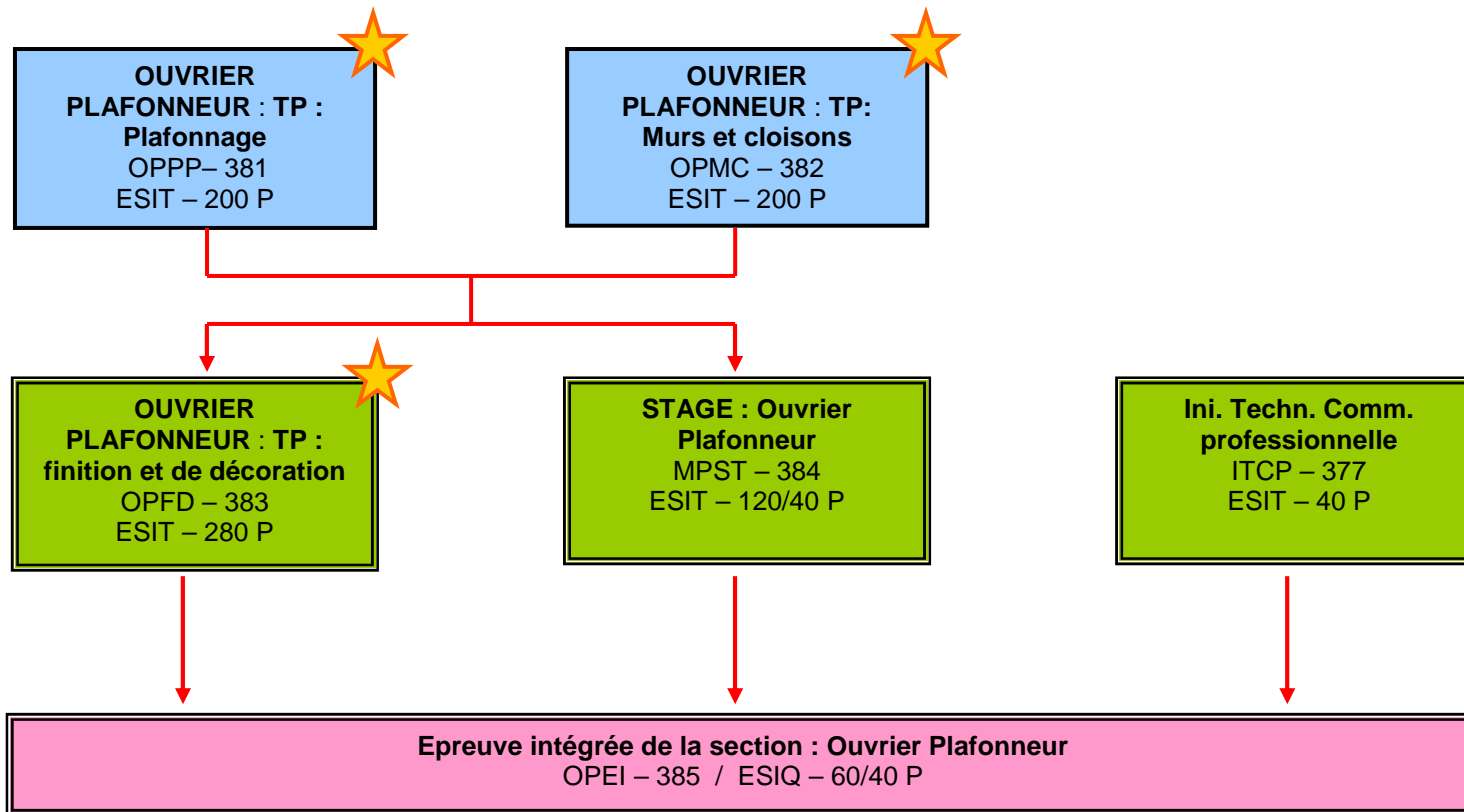 OUVRIER
PLAFONNEUR : TP :
Plafonnage
OPPP– 381
ESIT – 200 P
OUVRIER
PLAFONNEUR : TP:
Murs et cloisons
OPMC – 382
ESIT – 200 P
OUVRIER
PLAFONNEUR : TP :
finition et de décoration
OPFD – 383
ESIT – 280 P
STAGE : Ouvrier
Plafonneur
MPST – 384
ESIT – 120/40 P
Ini. Techn. Comm.
professionnelle
ITCP – 377
ESIT – 40 P
Epreuve intégrée de la section : Ouvrier Plafonneur
OPEI – 385 / ESIQ – 60/40 P